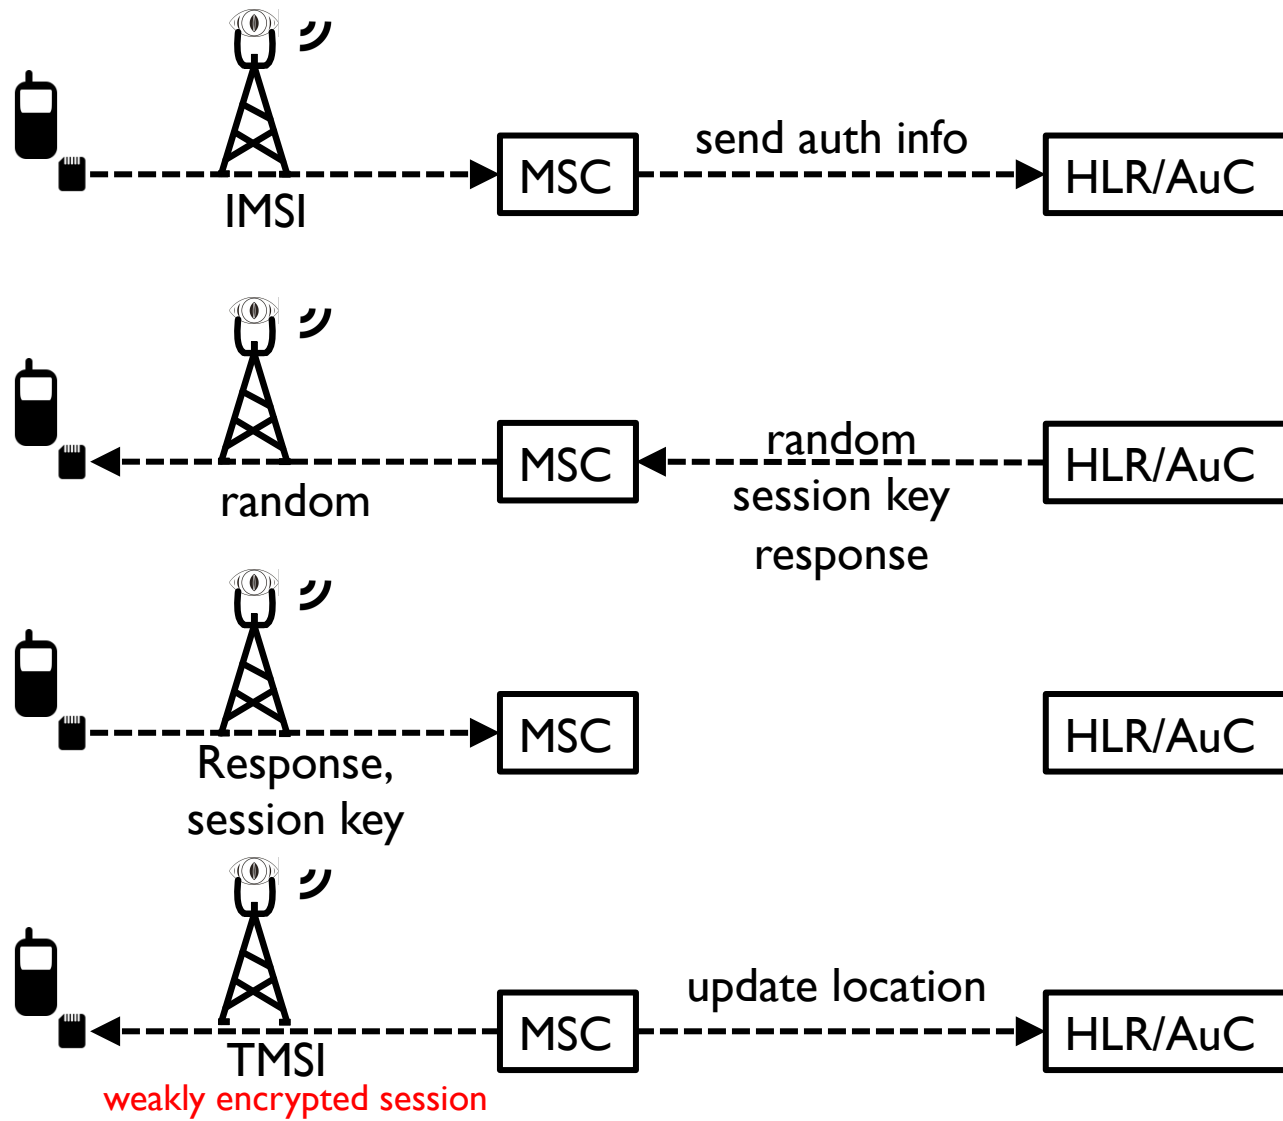 send auth info
MSC
HLR/AuC
IMSI
random
MSC
HLR/AuC
random
session key
response
MSC
HLR/AuC
Response,
session key
update location
MSC
HLR/AuC
TMSI
weakly encrypted session